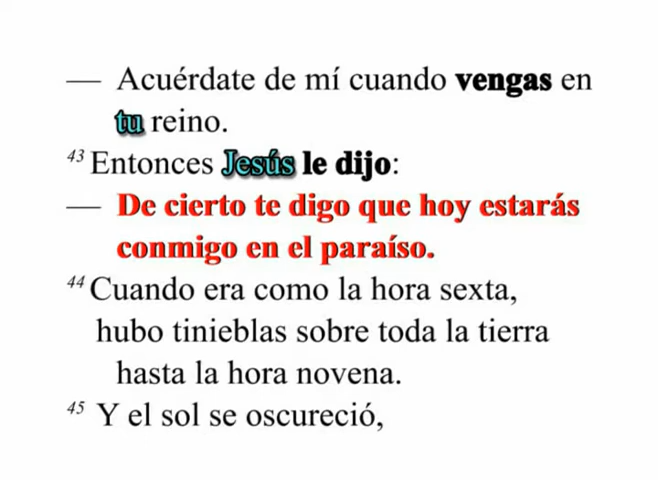 — Acuérdate de mí cuando vengas en
tu reino.
43 Entonces Jesús le dijo:
— De cierto te digo que hoy estarás
conmigo en el paraíso.
44 Cuando era como la hora sexta,
hubo tinieblas sobre toda la tierra
hasta la hora novena.
45 Y el sol se oscureció,